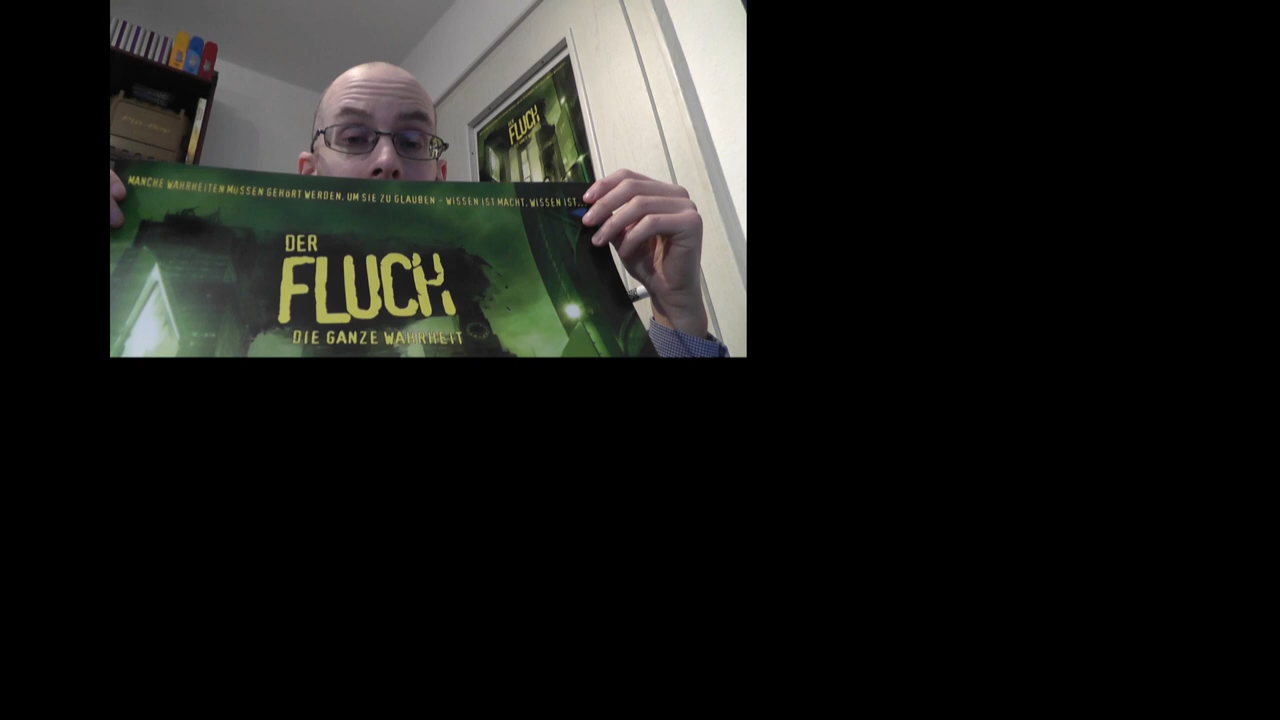 MANCHE WAHRHEITEN MÜSSEN GEHÖRT WERDEN, UM SIE ZU GLAUBEN - WISSEN IST MACHT, WISSEN IST...
DER
FLUCH
DIE GANZE WAHRHEIT
DER
FLUCH